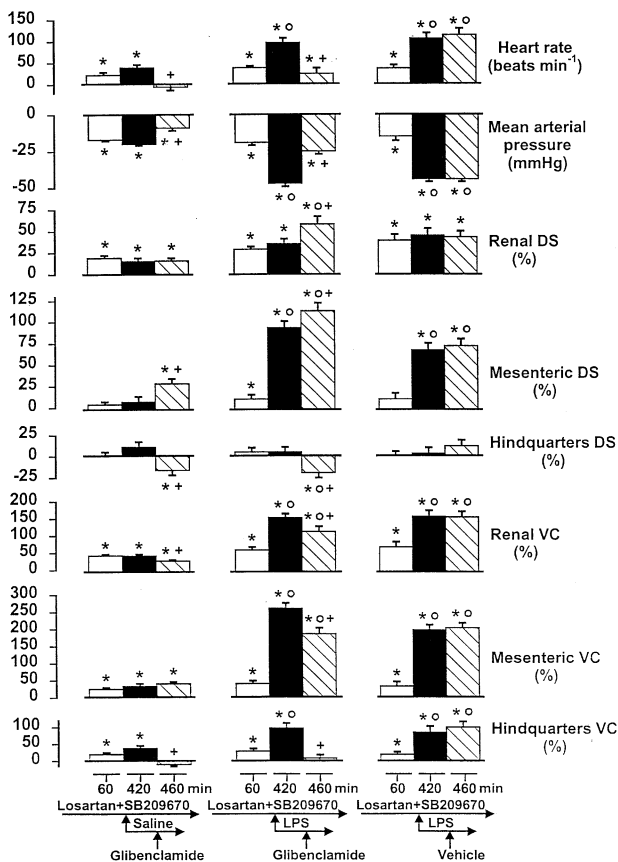 150
100
50
0
* * + * * o * + * * o * o
Heart rate
(beats min-1)
0
-25
-50
* * * + * * o * + * * o * o
Mean arterial
pressure
(mmHg)
75
50
25
0
* * * * * * o + * * *
Renal DS
(%)
125
100
75
50
25
0
* + * * o * o + * o * o
Mesenteric DS
(%)
25
0
-25
* + * o +
Hindquarters DS
(%)
200
150
100
50
0
* * * + * * o * o + * * o * o
Renal VC
(%)
300
250
200
150
100
50
0
* * * * * o * o + * * o * o
Mesenteric VC
(%)
100
50
0
* * + * * o + * * o * o
Hindquarters VC
(%)
60 420 460 min 60 420 460 min 60 420 460 min
Losartan+SB209670 Losartan+SB209670 Losartan+SB209670
Saline LPS LPS
Glibenclamide Glibenclamide Vehicle